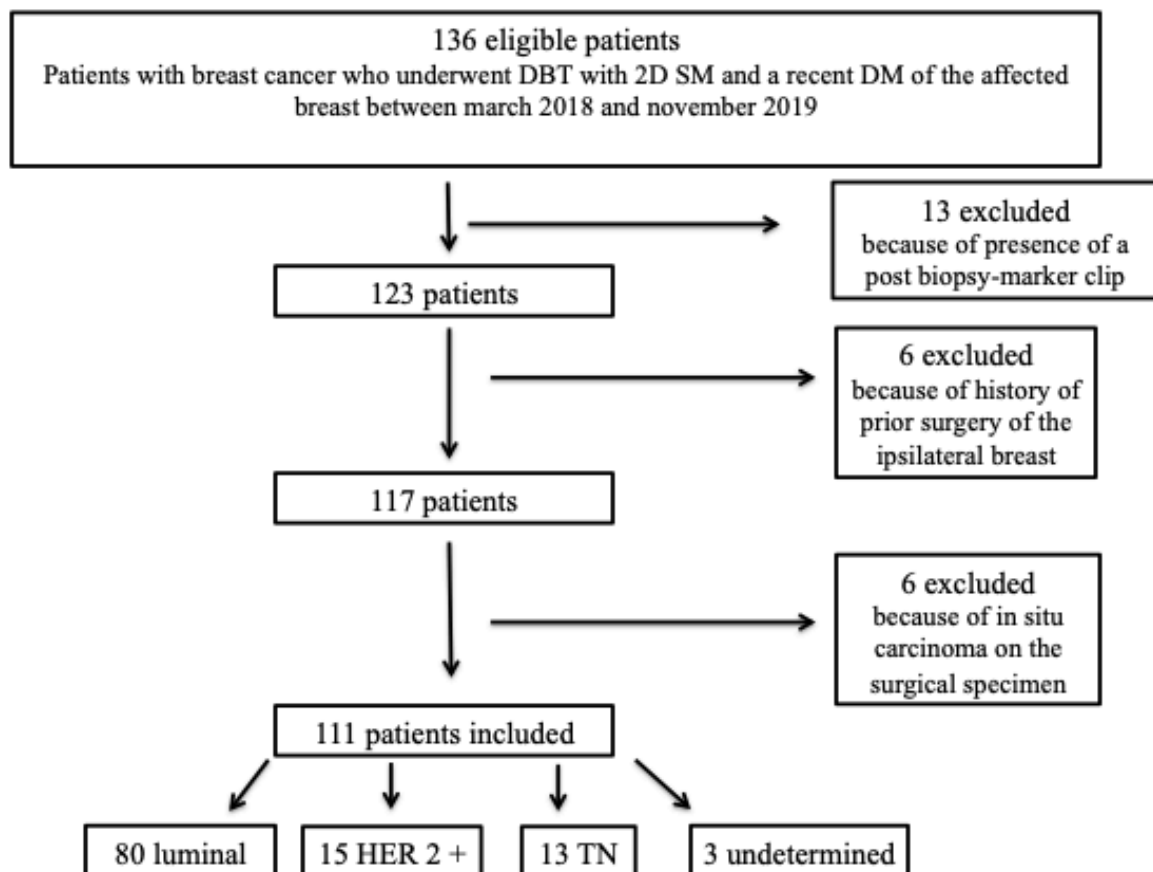 136 eligible patients
Patients with breast cancer who underwent DBT with 2D SM and a recent DM of the affected
breast between march 2018 and november 2019
13 excluded
because of presence of a
post biopsy-marker clip
123 patients
6 excluded
because of history of
prior surgery of the
ipsilateral breast
117 patients
6 excluded
because of in situ
carcinoma on the
surgical specimen
111 patients included
80 luminal
15 HER 2 +
13 TN
3 undetermined